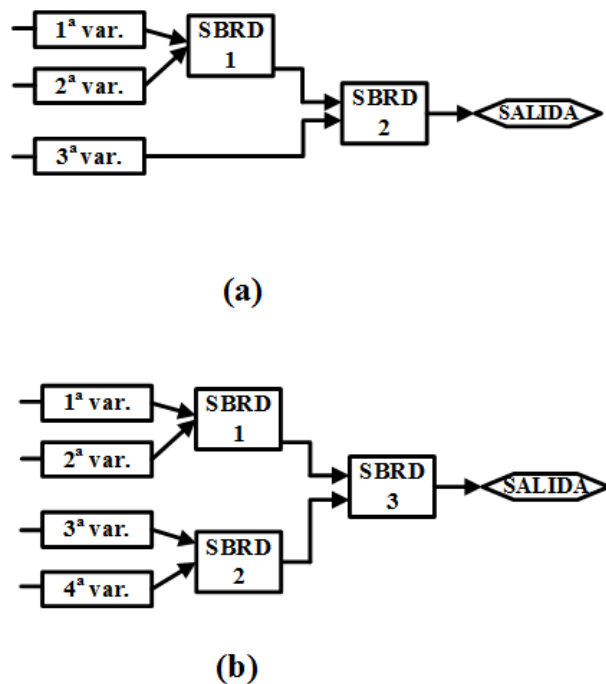 1ª var.
SBRD
1
2ª var.
SBRD
2
SALIDA
3ª var.
(a)
1ª var.
SBRD
1
2ª var.
SBRD
3
SALIDA
3ª var.
SBRD
2
4ª var.
(b)